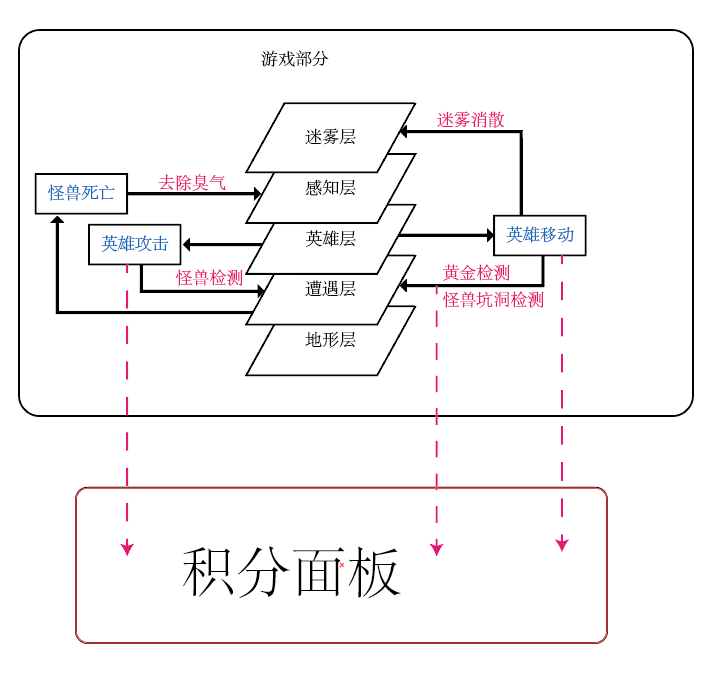 游戏部分
迷雾层
迷雾消散
去除臭气
感知层
怪兽死亡
英雄攻击
英雄层
英雄移动
怪兽检测
遭遇层
黄金检测
怪兽坑洞检测
地形层
积分面板